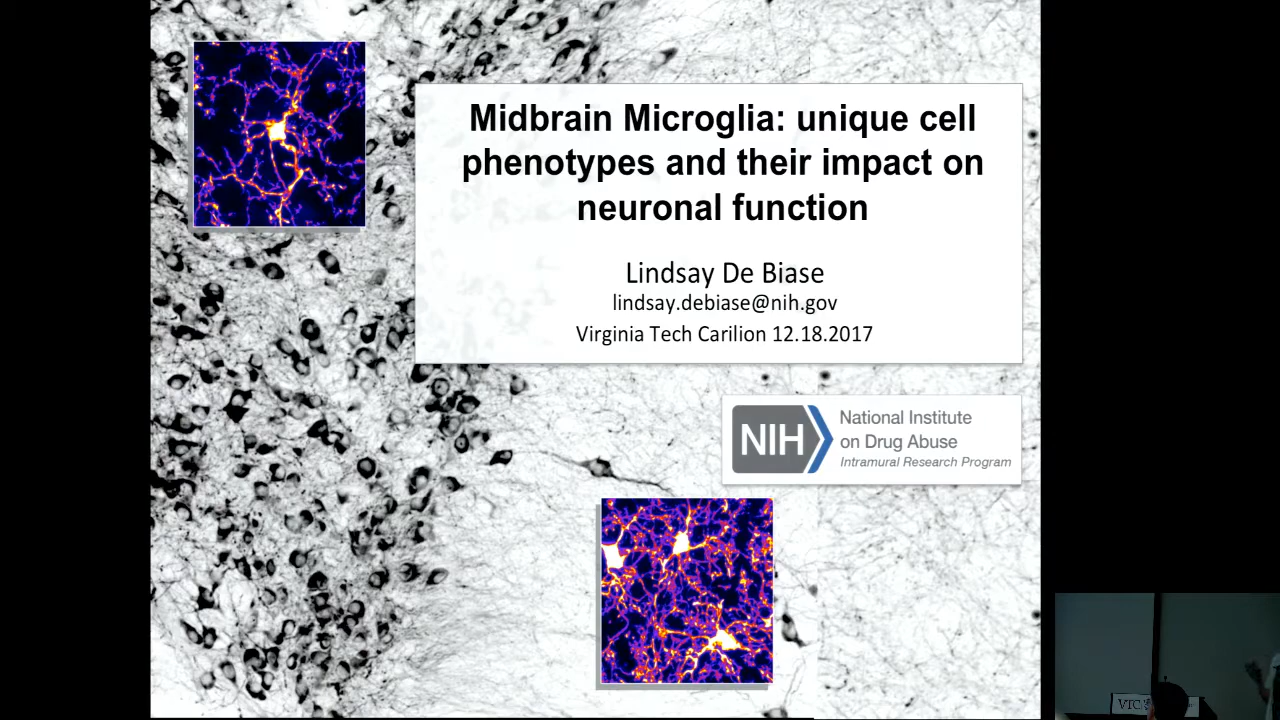 Midbrain Microglia: unique cell
phenotypes and their impact on
neuronal function
Lindsay De Biase
lindsay.debiase@nih.gov
Virginia Tech Carilion 12.18.2017
NIH
National Institute
on Drug Abuse
Intramural Research Program
VTC